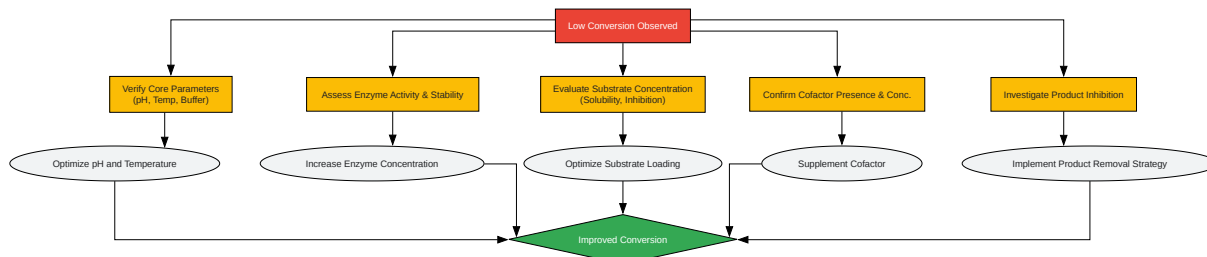 Low Conversion Observed
Verify Core Parameters
(pH, Temp, Buffer)
Assess Enzyme Activity & Stability
Evaluate Substrate Concentration
(Solubility, Inhibition)
Confirm Cofactor Presence & Conc.
Investigate Product Inhibition
Optimize pH and Temperature
Increase Enzyme Concentration
Optimize Substrate Loading
Supplement Cofactor
Implement Product Removal Strategy
Improved Conversion